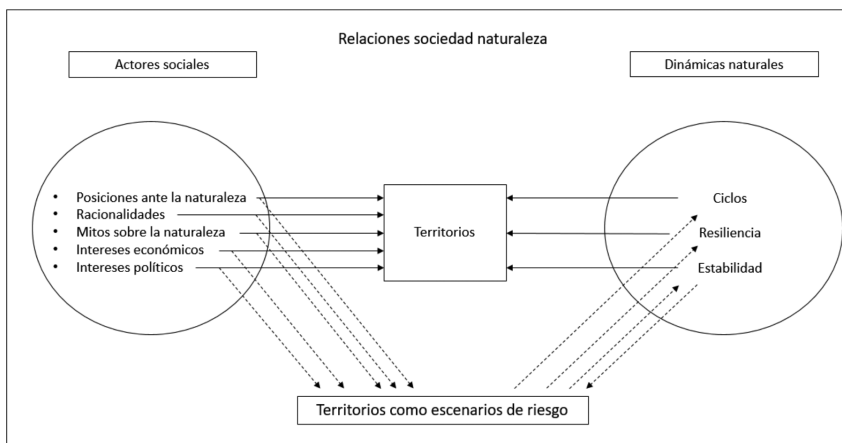 Relaciones sociedad naturaleza
Actores sociales
Dinámicas naturales
• Posiciones ante la naturaleza
• Racionalidades
• Mitos sobre la naturaleza
• Intereses económicos
• Intereses políticos
Territorios
Ciclos
Resiliencia
Estabilidad
Territorios como escenarios de riesgo